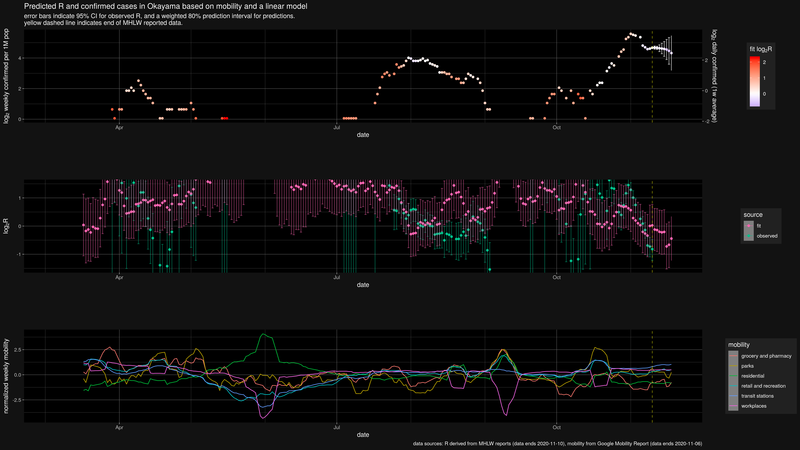 Predicted R and confirmed cases in Okayama based on mobility and a linear model
error bars indicate 95% CI for observed R, and a weighted 80% prediction interval for predictions.
yellow dashed line indicates end of MHLW reported data.
log₂ weekly confirmed per 1M pop
4
2
0
log₂ daily confirmed (1w average)
2
0
-2
Apr
Jul
Oct
date
fit log₂R
2
1
0
log₂R
1
0
-1
Apr
Jul
Oct
date
source
fit
observed
normalised weekly mobility
2.5
0.0
-2.5
Apr
Jul
Oct
date
mobility
grocery and pharmacy
parks
residential
retail and recreation
transit stations
workplaces
data sources: R derived from MHLW reports (data ends 2020-11-10), mobility from Google Mobility Report (data ends 2020-11-06)